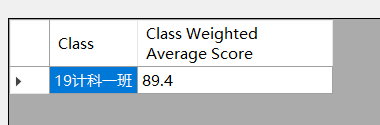 Class
Class Weighted
Average Score
19计科一班
89.4